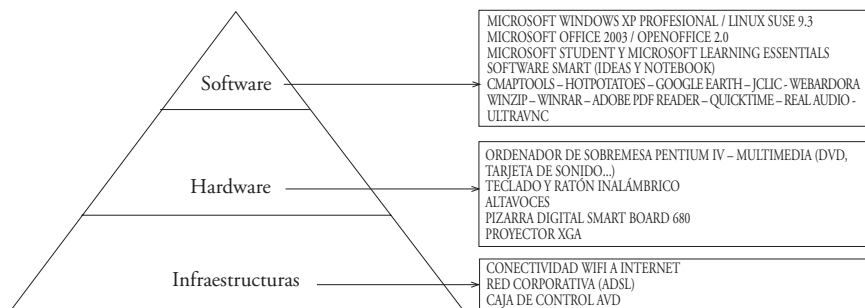 Software
MICROSOFT WINDOWS XP PROFESIONAL / LINUX SUSE 9.3
MICROSOFT OFFICE 2003 / OPENOFFICE 2.0
MICROSOFT STUDENT Y MICROSOFT LEARNING ESSENTIALS
SOFTWARE SMART (IDEAS Y NOTEBOOK)
CMAPTOOLS – HOTPOTATOES – GOOGLE EARTH – JCLIC - WEBARDORA
WINZIP – WINRAR – ADOBE PDF READER – QUICKTIME – REAL AUDIO -
ULTRAVNC
Hardware
ORDENADOR DE SOBREMESA PENTIUM IV – MULTIMEDIA (DVD,
TARJETA DE SONIDO...)
TECLADO Y RATÓN INALÁMBRICO
ALTAVOCES
PIZARRA DIGITAL SMART BOARD 680
PROYECTOR XGA
Infraestructuras
CONECTIVIDAD WIFI A INTERNET
RED CORPORATIVA (ADSL)
CAJA DE CONTROL AVD